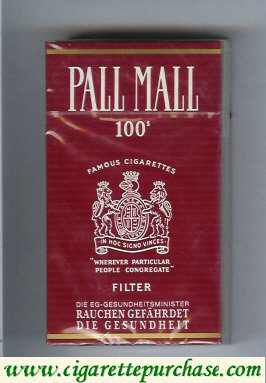 PALL MALL
100s
FAMOUS CIGARETTES
IN HOC SIGNO VINCES
"WHEREVER PARTICULAR
PEOPLE CONGREGATE"
FILTER
DIE EG-GESUNDHEITSMINISTER
RAUCHEN GEFÄHRDET
DIE GESUNDHEIT
www.cigarettepurchase.com